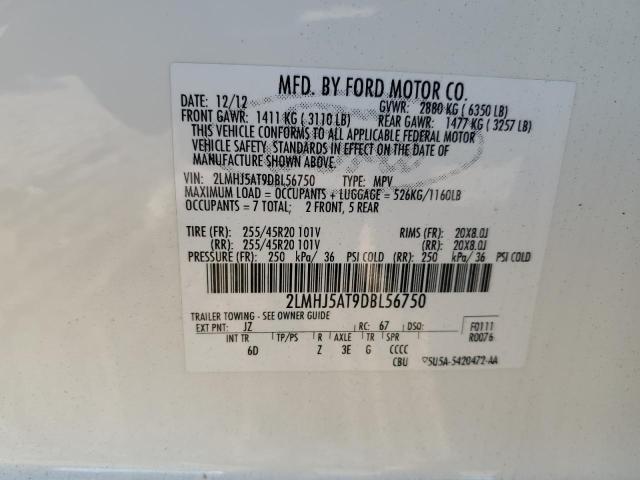 MFD. BY FORD MOTOR CO.
DATE: 12/12 GVWR: 2880 KG ( 6350 LB)
FRONT GAWR: 1411 KG ( 3110 LB) REAR GAWR: 1477 KG ( 3257 LB)
THIS VEHICLE CONFORMS TO ALL APPLICABLE FEDERAL MOTOR
VEHICLE SAFETY STANDARDS IN EFFECT ON THE DATE OF
MANUFACTURE SHOWN ABOVE.
VIN: 2LMHJ5AT9DBL56750 TYPE: MPV
MAXIMUM LOAD = OCCUPANTS + LUGGAGE = 526KG/1160LB
OCCUPANTS = 7 TOTAL; 2 FRONT, 5 REAR
TIRE (FR): 255/45R20 101V RIMS (FR): 20X8.0J
(RR): 255/45R20 101V (RR): 20X8.0J
PRESSURE (FR): 250 kPa/ 36 PSI COLD (RR): 250 kPa/ 36 PSI COLD
2LMHJ5AT9DBL56750
TRAILER TOWING - SEE OWNER GUIDE
EXT PNT: JZ RC: 67 DSO: F0111
INT TR TP/PS R AXLE TR SPR R0076
6D Z 3E G CCCC
CBU 5U5A-5420472-AA